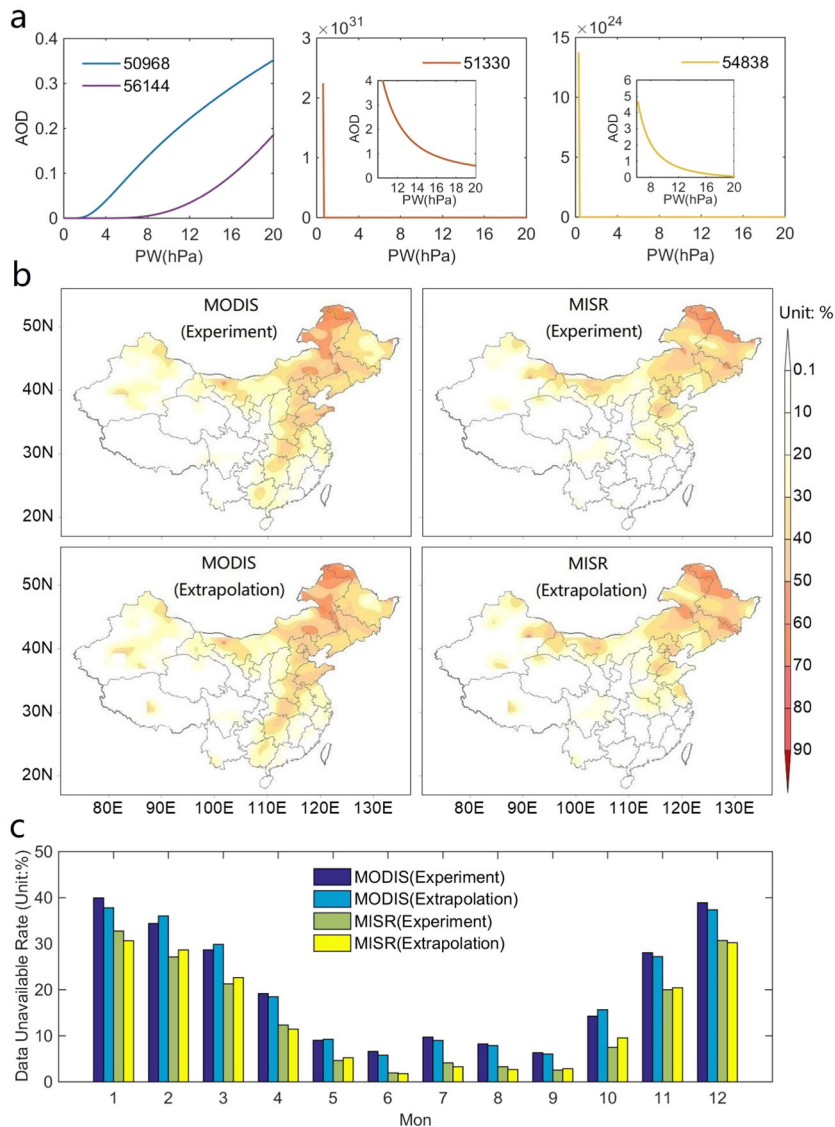 a
0.4
0.3
0.2
0.1
0
AOD
50968
56144
0 4 8 12 16 20
PW(hPa)
× 10^31
3
2
1
0
51330
4
3
2
1
0
AOD
12 14 16 18 20
PW(hPa)
0 4 8 12 16 20
PW(hPa)
× 10^24
15
10
5
0
54838
6
5
4
3
2
1
0
AOD
8 12 16 20
PW(hPa)
0 4 8 12 16 20
PW(hPa)
b
MODIS
(Experiment)
50N
40N
30N
20N
MISR
(Experiment)
Unit: %
0.1
10
20
40
50
60
70
80
90
MODIS
(Extrapolation)
50N
40N
30N
20N
80E 90E 100E 110E 120E 130E
MISR
(Extrapolation)
80E 90E 100E 110E 120E 130E
c
Data Unavailable Rate (Unit:%)
50
40
30
20
10
0
MODIS(Experiment)
MODIS(Extrapolation)
MISR(Experiment)
MISR(Extrapolation)
1 2 3 4 5 6 7 8 9 10 11 12
Mon